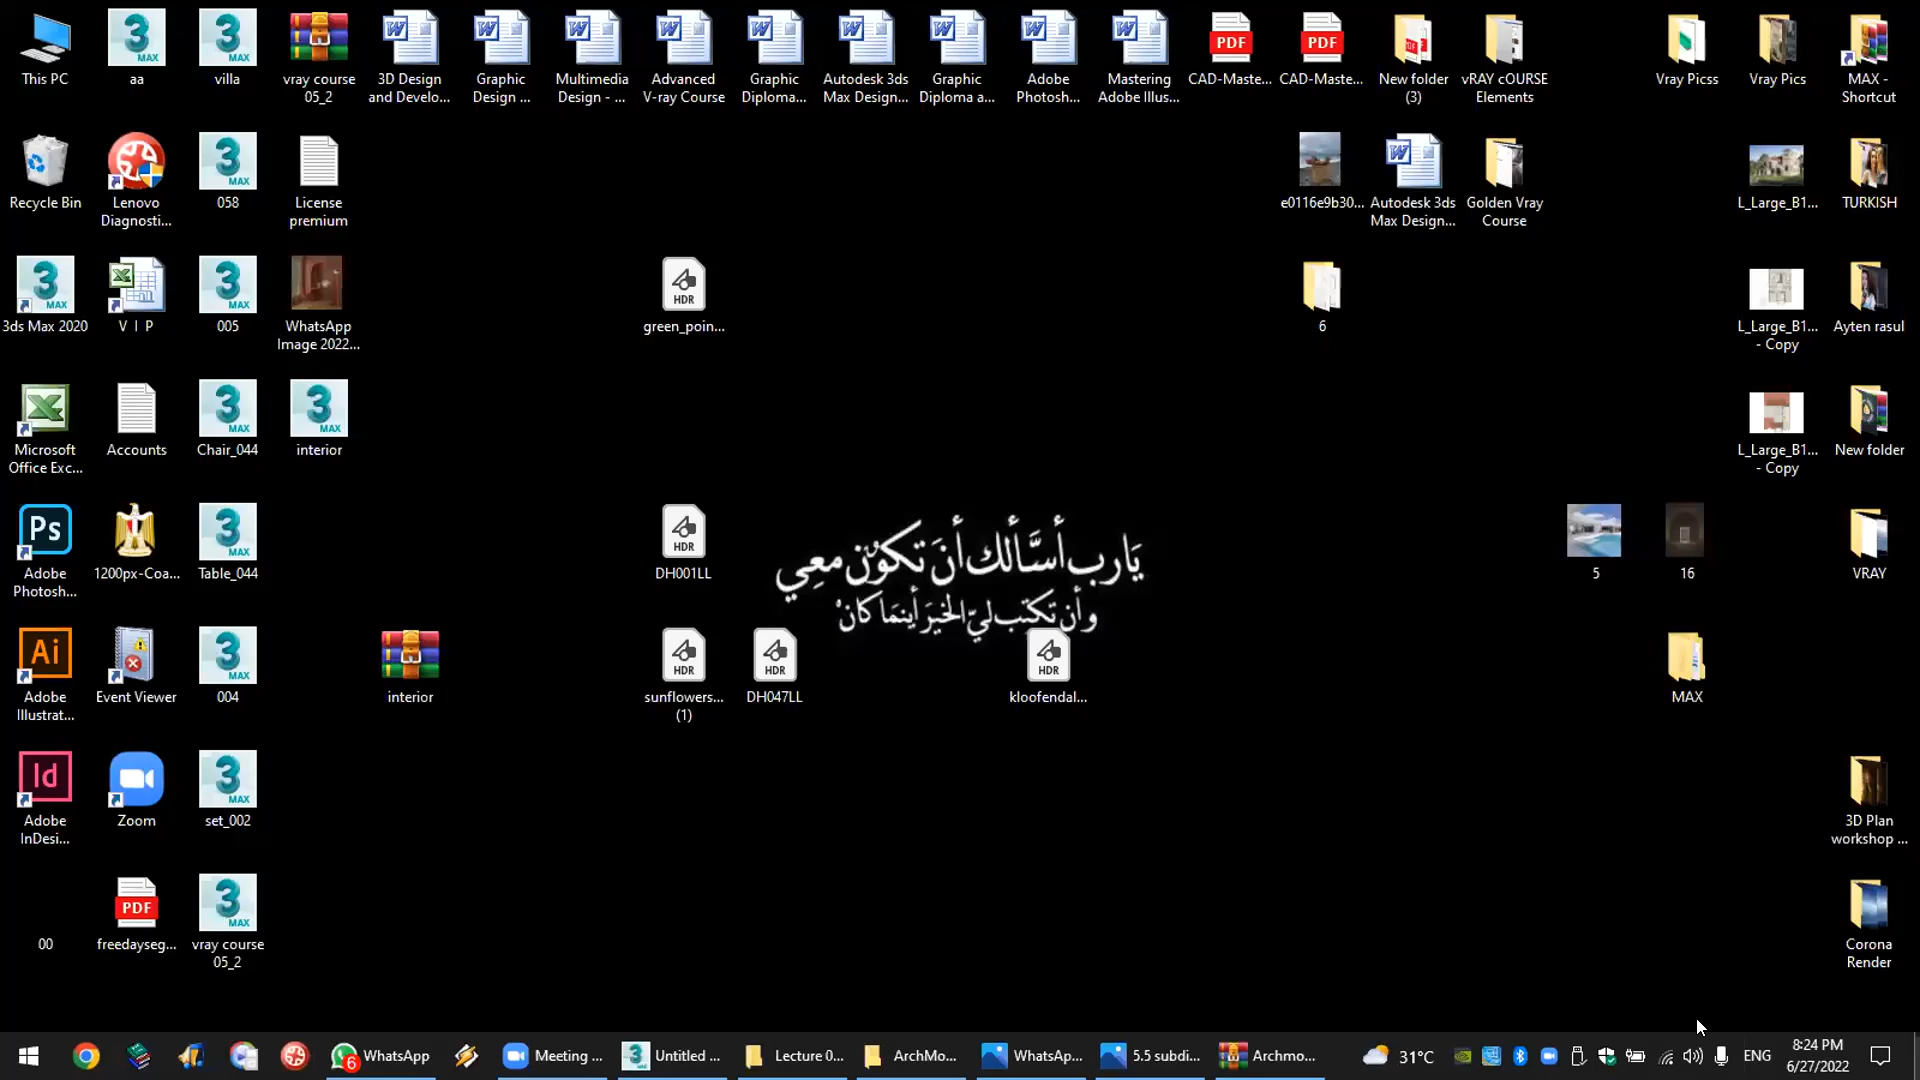 This PC
aa
villa
vray course
05_2
3D Design
and Develo...
Graphic
Design ...
Multimedia
Design - ...
Advanced
V-ray Course
Graphic
Diploma...
Autodesk 3ds
Max Design...
Graphic
Diploma a...
Adobe
Photosh...
Mastering
Adobe Illus...
CAD-Maste...
CAD-Maste...
New folder
(3)
vRAY cOURSE
Elements
Vray Picss
Vray Pics
MAX -
Shortcut
Recycle Bin
Lenovo
Diagnosti...
058
License
premium
e0116e9b30...
Autodesk 3ds
Max Design...
Golden Vray
Course
L_Large_B1...
TURKISH
3ds Max 2020
V I P
005
WhatsApp
Image 2022...
green_poin...
6
L_Large_B1...
- Copy
Ayten rasul
Microsoft
Office Exc...
Accounts
Chair_044
interior
L_Large_B1...
- Copy
New folder
Adobe
Photosh...
1200px-Coa...
Table_044
DH001LL
يَارب أسَّألك أنَ تكوُن معِي
وأن تكتب لي الخيَر أينمَا كانْ
5
16
VRAY
Adobe
Illustrat...
Event Viewer
004
interior
sunflowers...
(1)
DH047LL
kloofendal...
MAX
Adobe
InDesi...
Zoom
set_002
3D Plan
workshop ...
00
freedayseg...
vray course
05_2
Corona
Render
WhatsApp
Meeting ...
Untitled ...
Lecture 0...
ArchMo...
WhatsAp...
5.5 subdi...
Archmo...
31°C
ENG
8:24 PM
6/27/2022